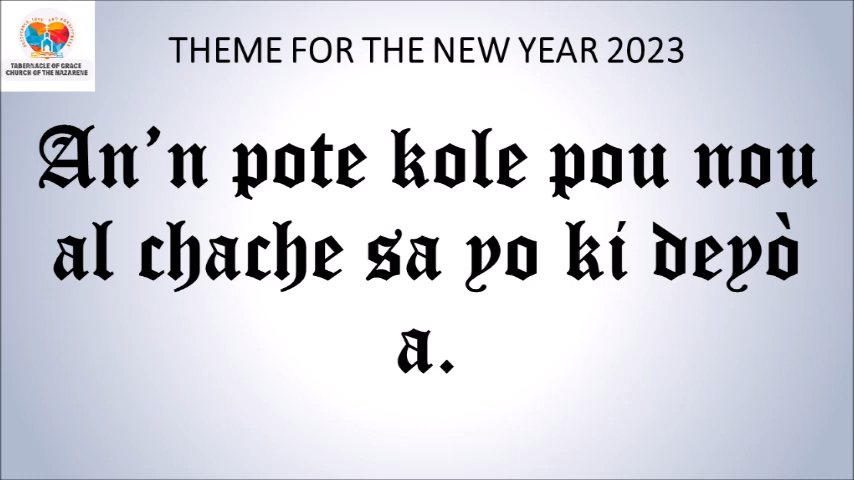 TABERNACLE OF GRACE
CHURCH OF THE NAZARENE
THEME FOR THE NEW YEAR 2023
An'n pote kole pou nou
al chache sa yo ki deyò
a.